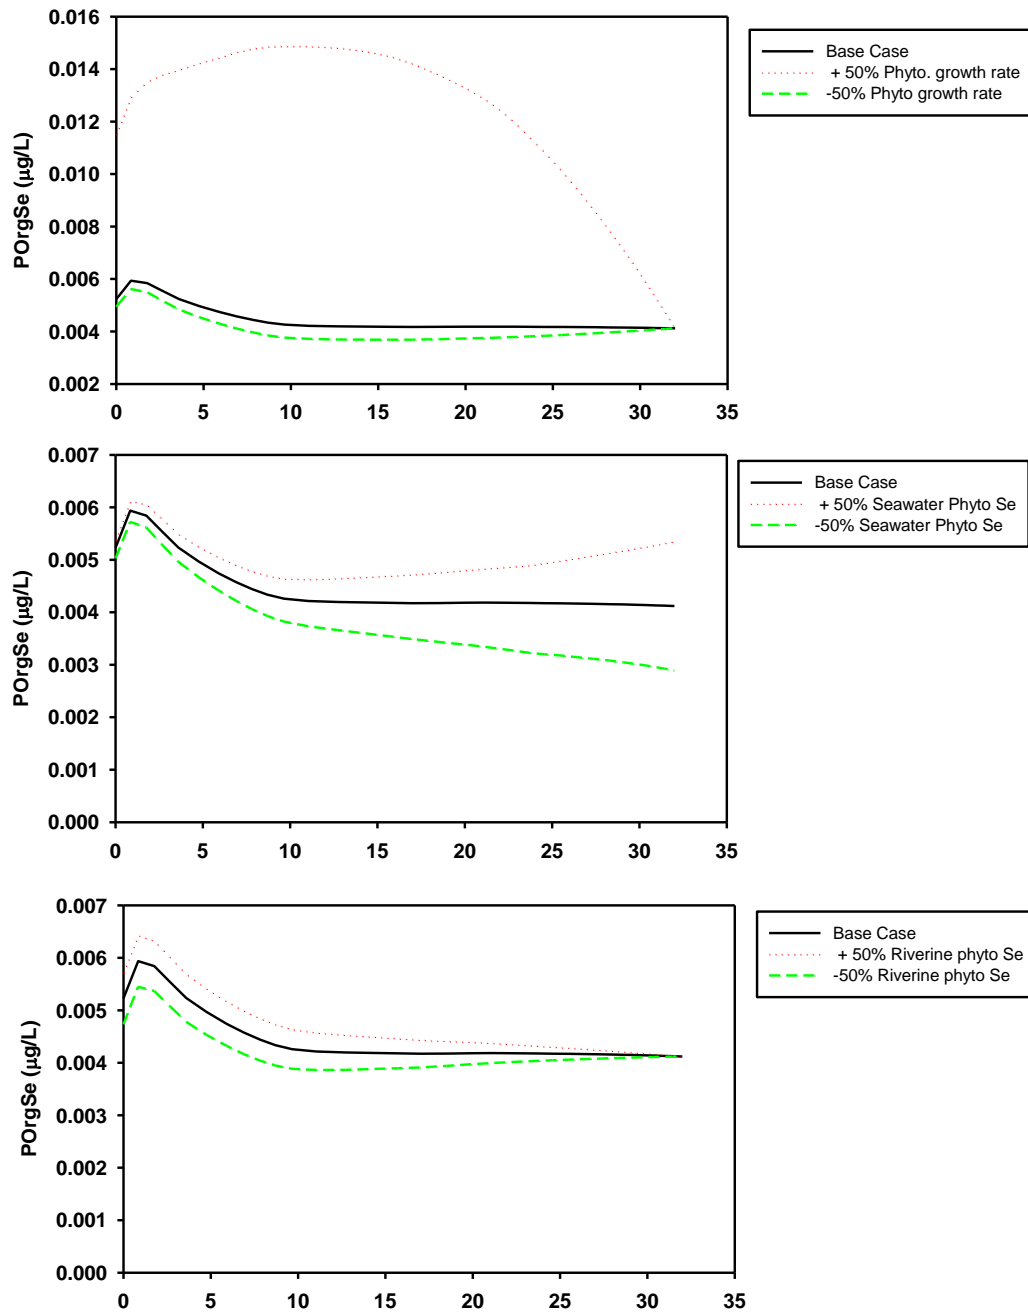 0.016
0.014
0.012
0.010
0.008
0.006
0.004
0.002
POrgSe (µg/L)
0 5 10 15 20 25 30 35
Base Case
+ 50% Phyto. growth rate
-50% Phyto growth rate
0.007
0.006
0.005
0.004
0.003
0.002
0.001
0.000
POrgSe (µg/L)
0 5 10 15 20 25 30 35
Base Case
+ 50% Seawater Phyto Se
-50% Seawater Phyto Se
0.007
0.006
0.005
0.004
0.003
0.002
0.001
0.000
POrgSe (µg/L)
0 5 10 15 20 25 30 35
Base Case
+ 50% Riverine phyto Se
-50% Riverine phyto Se